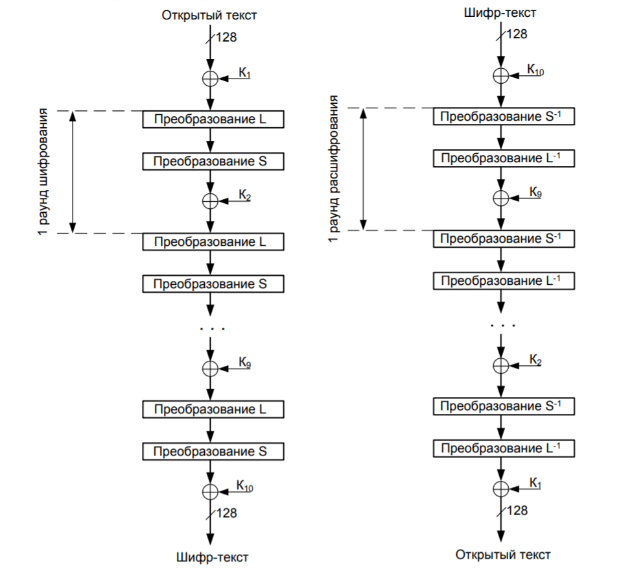 Открытый текст
128
K1
1 раунд шифрования
Преобразование L
Преобразование S
K2
Преобразование L
Преобразование S
. . .
K9
Преобразование L
Преобразование S
K10
128
Шифр-текст
Шифр-текст
128
K10
1 раунд расшифрования
Преобразование S-1
Преобразование L-1
K9
Преобразование S-1
Преобразование L-1
. . .
K2
Преобразование S-1
Преобразование L-1
K1
128
Открытый текст